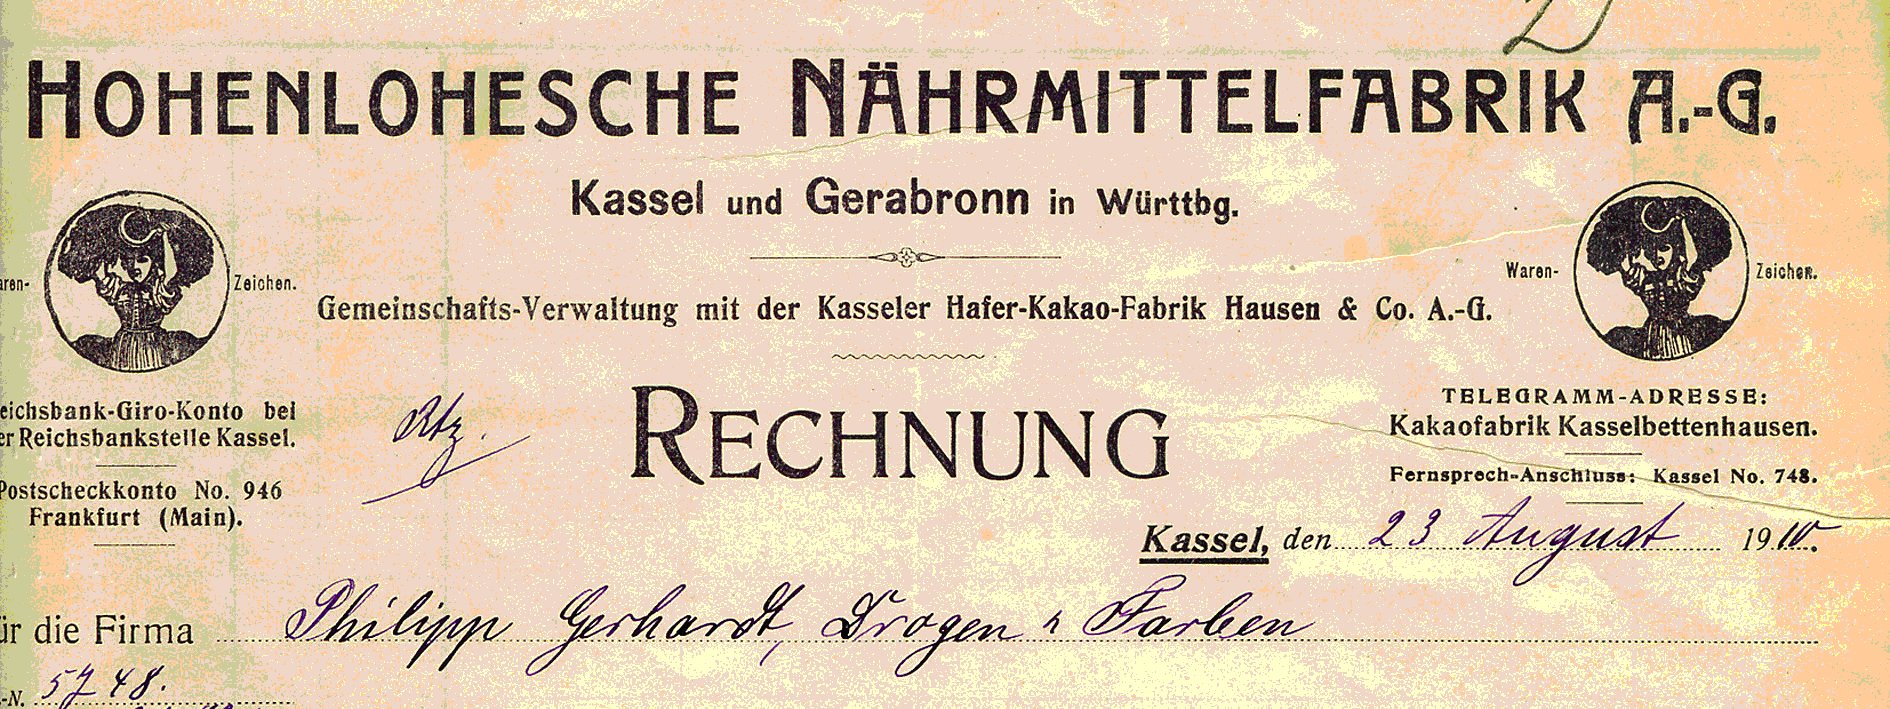 HOHENLOHESCHE NÄHRMITTELFABRIK A.-G.
Kassel und Gerabronn in Württbg.
Zeichen.
Waren- Zeichen.
Gemeinschafts-Verwaltung mit der Kasseler Hafer-Kakao-Fabrik Hausen & Co. A.-G.
eichsbank-Giro-Konto bei
er Reichsbankstelle Kassel.
Postscheckkonto No. 946
Frankfurt (Main).
RECHNUNG
TELEGRAMM-ADRESSE:
Kakaofabrik Kasselbettenhausen.
Fernsprech-Anschluss: Kassel No. 748.
Kassel, den 23 August 1910.
ür die Firma Philipp Gerhardt, Drogen & Farben
-N. 5748.